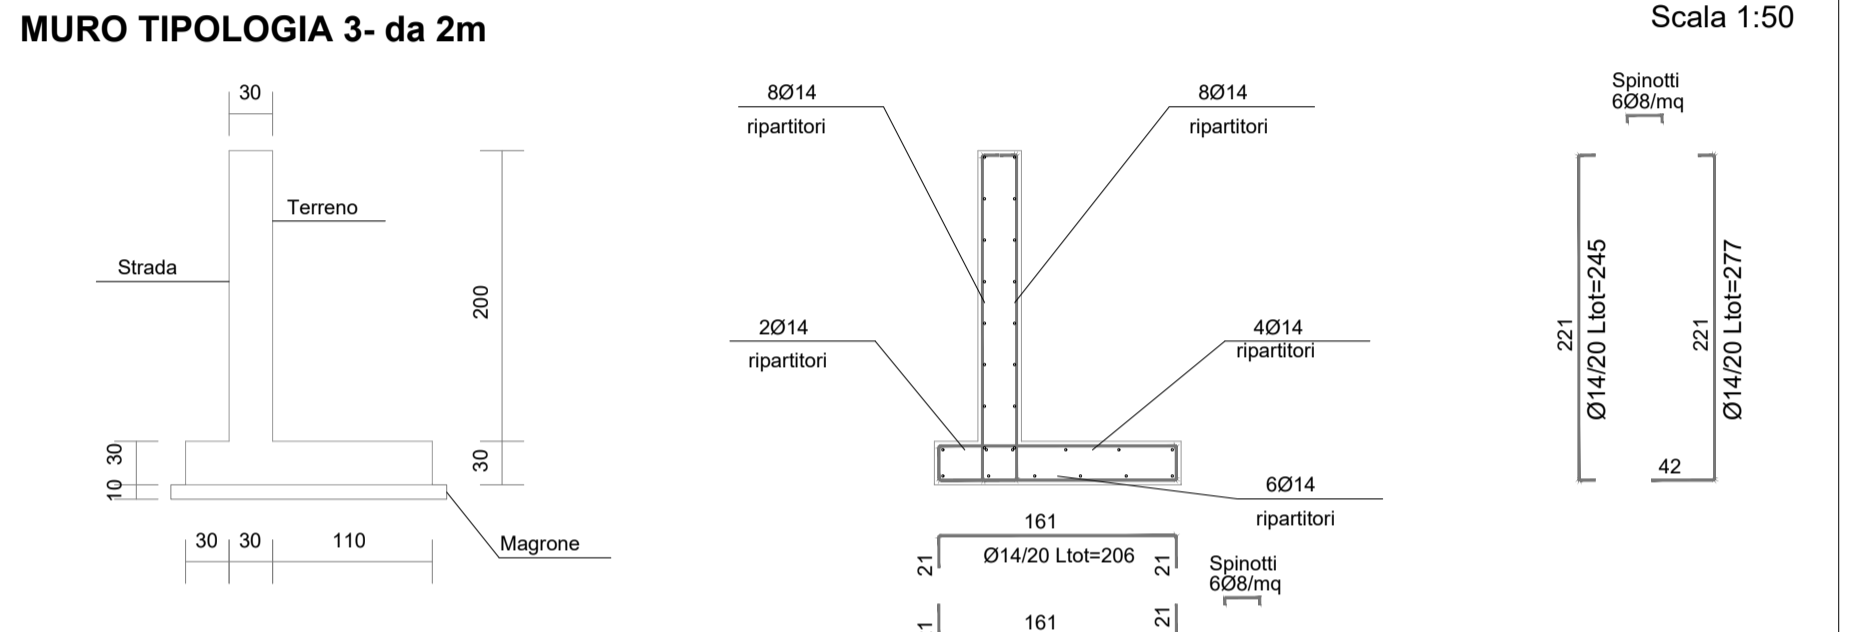 MURO TIPOLOGIA 3- da 2m
Scala 1:50
30
Terreno
Strada
200
30
10
30
30
30
110
Magrone
8Ø14
ripartitori
8Ø14
ripartitori
2Ø14
ripartitori
4Ø14
ripartitori
6Ø14
ripartitori
161
21
Ø14/20 Ltot=206
21
Spinotti
6Ø8/mq
161
21
Spinotti
6Ø8/mq
221
Ø14/20 Ltot=245
221
Ø14/20 Ltot=277
42